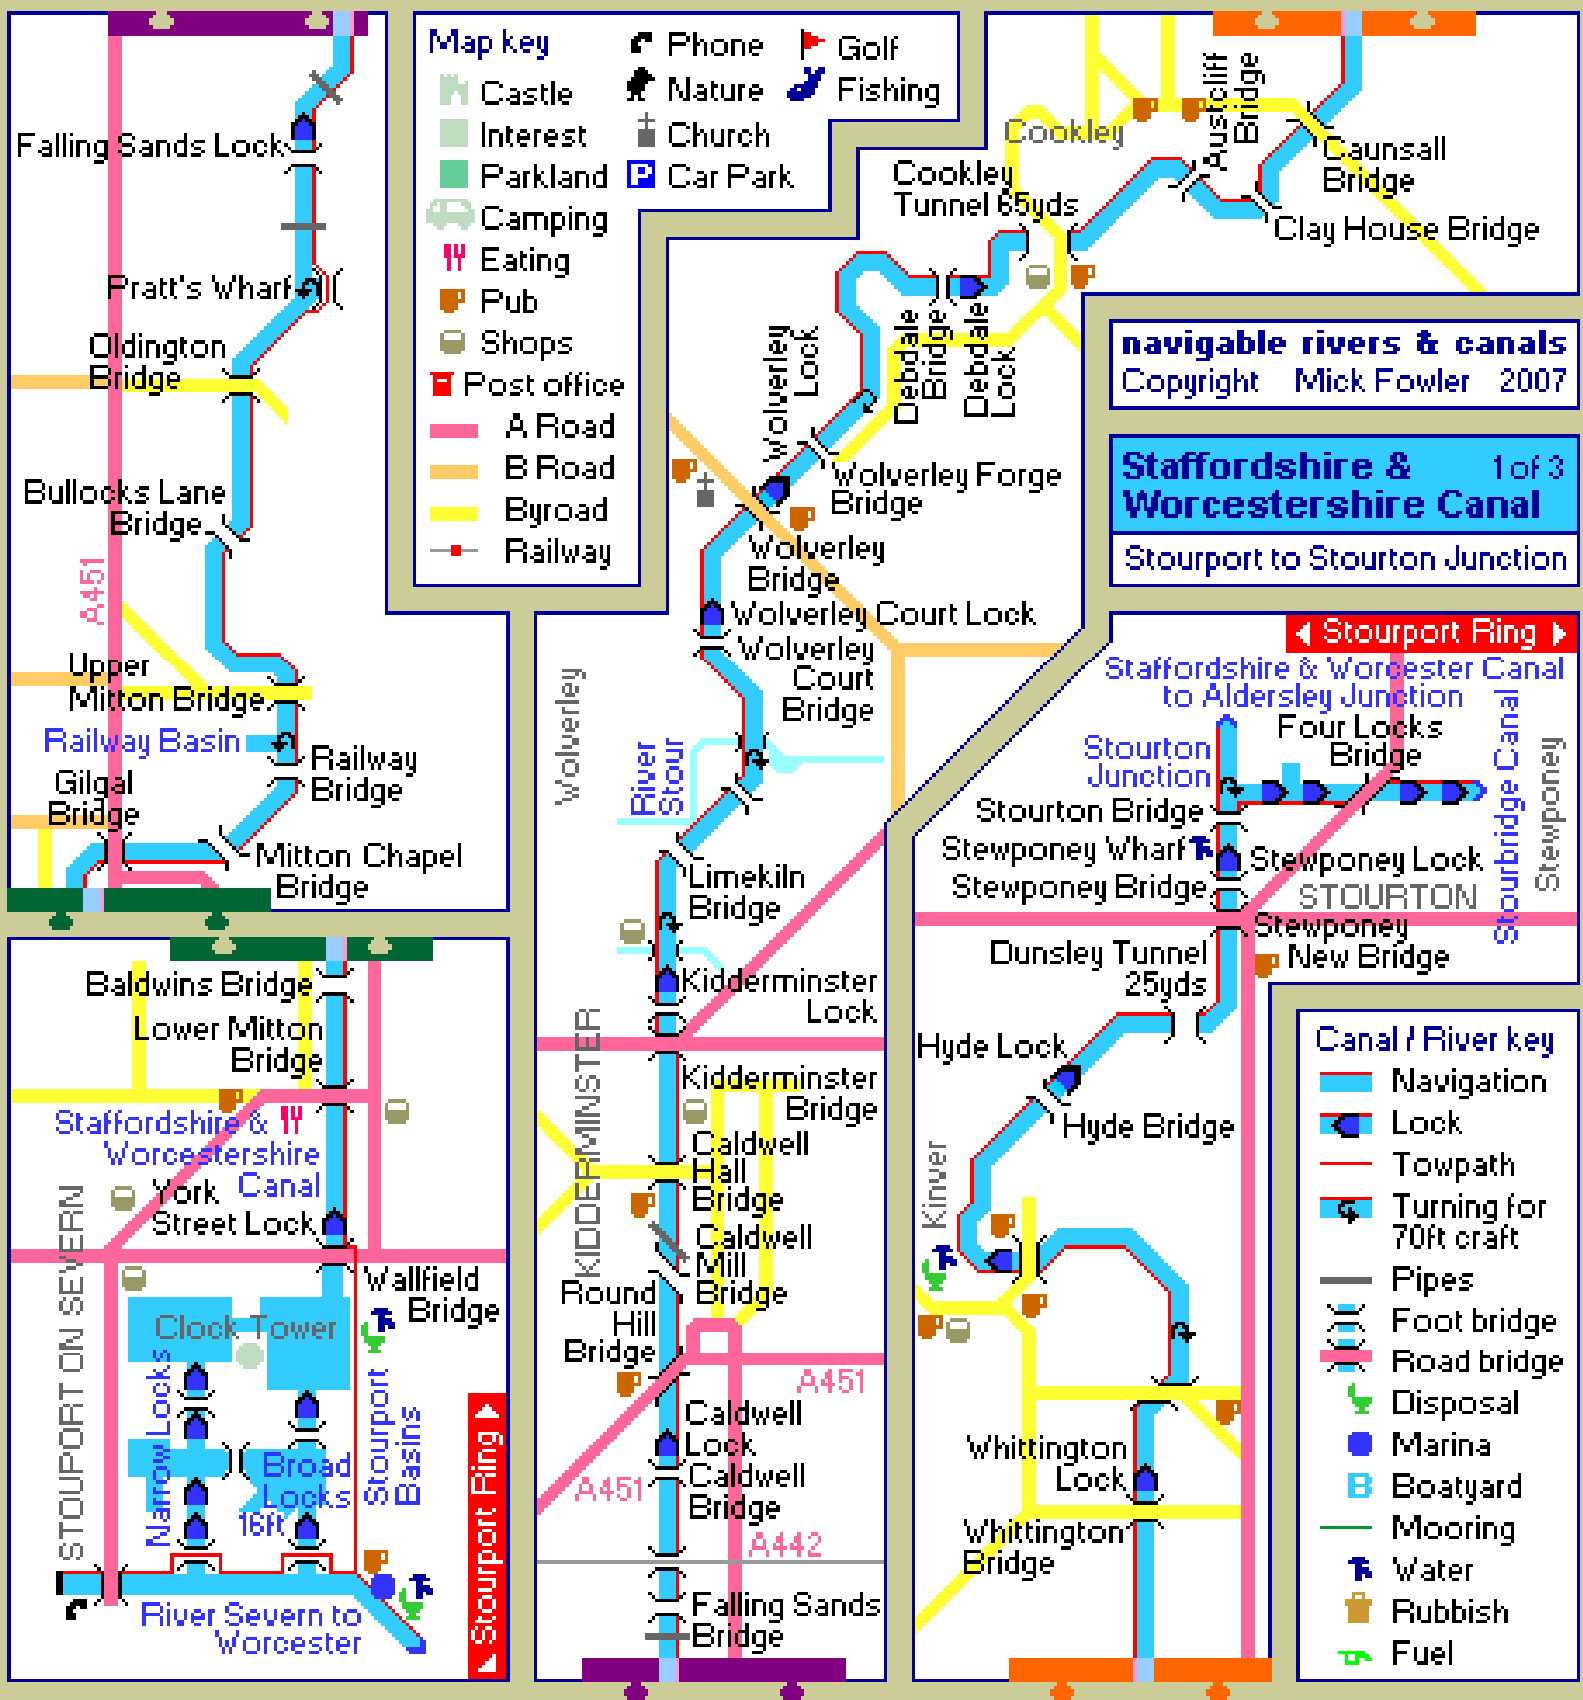 Falling Sands Lock
Pratt's Wharf
Oldington
Bridge
Bullocks Lane
Bridge
A451
Upper
Mitton Bridge
Railway Basin
Railway
Bridge
Gilgal
Bridge
Mitton Chapel
Bridge
Baldwins Bridge
Lower Mitton
Bridge
Staffordshire &
Worcestershire
Canal
York
Street Lock
STOUPORT ON SEVERN
Wallfield
Bridge
Clock Tower
Narrow Locks
Broad
Locks
16ft
Stourport
Basins
River Severn to
Worcester
Stourport Ring
Map key
Castle
Interest
Parkland
Camping
Eating
Pub
Shops
Post office
A Road
B Road
Byroad
Railway
Phone
Nature
Church
Car Park
Golf
Fishing
Cookley
Austcliff
Bridge
Caunsall
Bridge
Cookley
Tunnel 65yds
Clay House Bridge
Debdale
Bridge
Debdale
Lock
Wolverley
Lock
Wolverley Forge
Bridge
Wolverley
Bridge
Wolverley Court Lock
Wolverley
Court
Bridge
Wolverley
River
Stour
Limekiln
Bridge
Kidderminster
Lock
KIDDERMINSTER
Kidderminster
Bridge
Caldwell
Hall
Bridge
Caldwell
Mill
Bridge
Round
Hill
Bridge
A451
Caldwell
Lock
A451
Caldwell
Bridge
A442
Falling Sands
Bridge
navigable rivers & canals
Copyright Mick Fowler 2007
Staffordshire & 1 of 3
Worcestershire Canal
Stourport to Stourton Junction
Stourport Ring
Staffordshire & Worcester Canal
to Aldersley Junction
Stourton
Junction
Four Locks
Bridge
Stourbridge Canal
Stewponey
Stourton Bridge
Stewponey Wharf
Stewponey Lock
Stewponey Bridge
STOURTON
Stewponey
New Bridge
Dunsley Tunnel
25yds
Hyde Lock
Hyde Bridge
Kinver
Whittington
Lock
Whittington
Bridge
Canal / River key
Navigation
Lock
Towpath
Turning for
70ft craft
Pipes
Foot bridge
Road bridge
Disposal
Marina
B Boatyard
Mooring
Water
Rubbish
Fuel